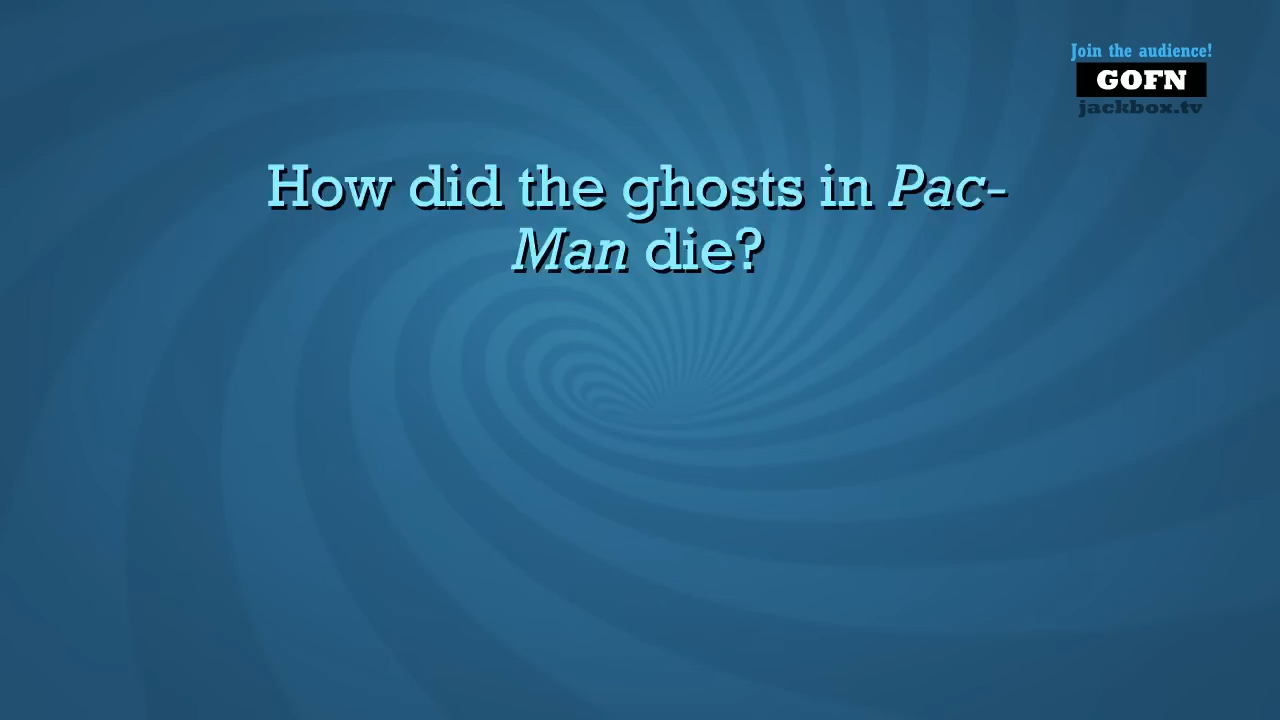 Join the audience!
GOFN
jackbox.tv
How did the ghosts in Pac-
Man die?